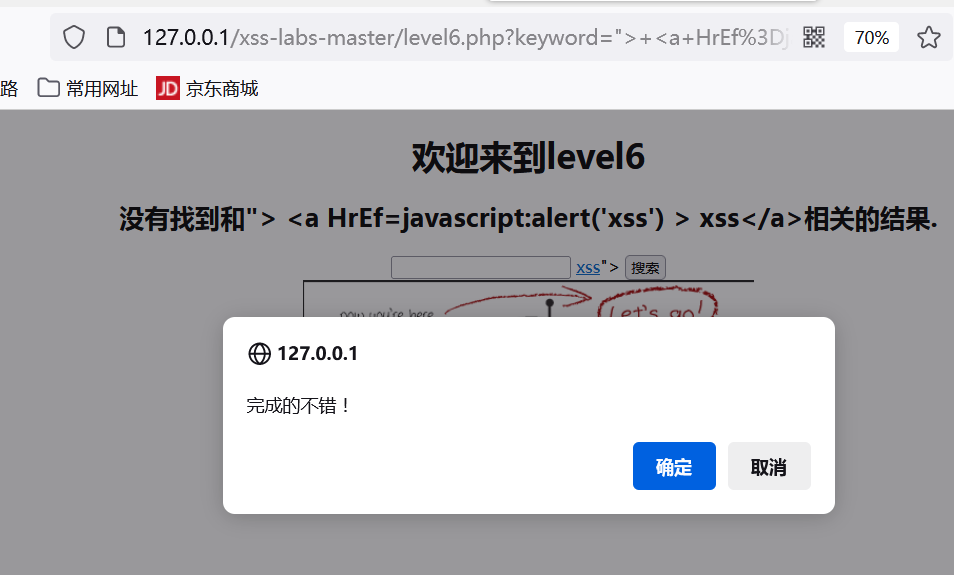 127.0.0.1/xss-labs-master/level6.php?keyword=">+<a+HrEf%3Dj
70%
路 常用网址 JD 京东商城
欢迎来到level6
没有找到和"> <a HrEf=javascript:alert('xss') > xss</a>相关的结果.
xss"> 搜索
now you're here
Let's go!
127.0.0.1
完成的不错！
确定 取消